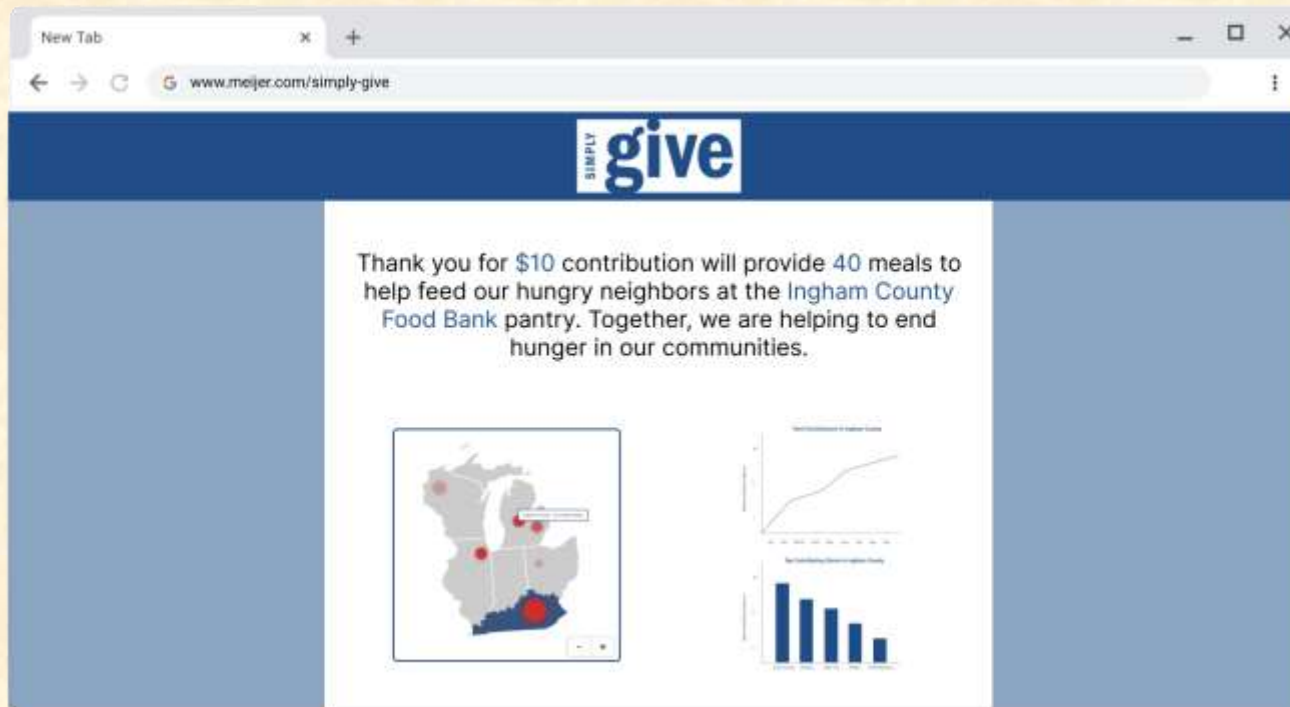 New Tab
www.meijer.com/simply-give
SIMPLY
give
Thank you for $10 contribution will provide 40 meals to
help feed our hungry neighbors at the Ingham County
Food Bank pantry. Together, we are helping to end
hunger in our communities.